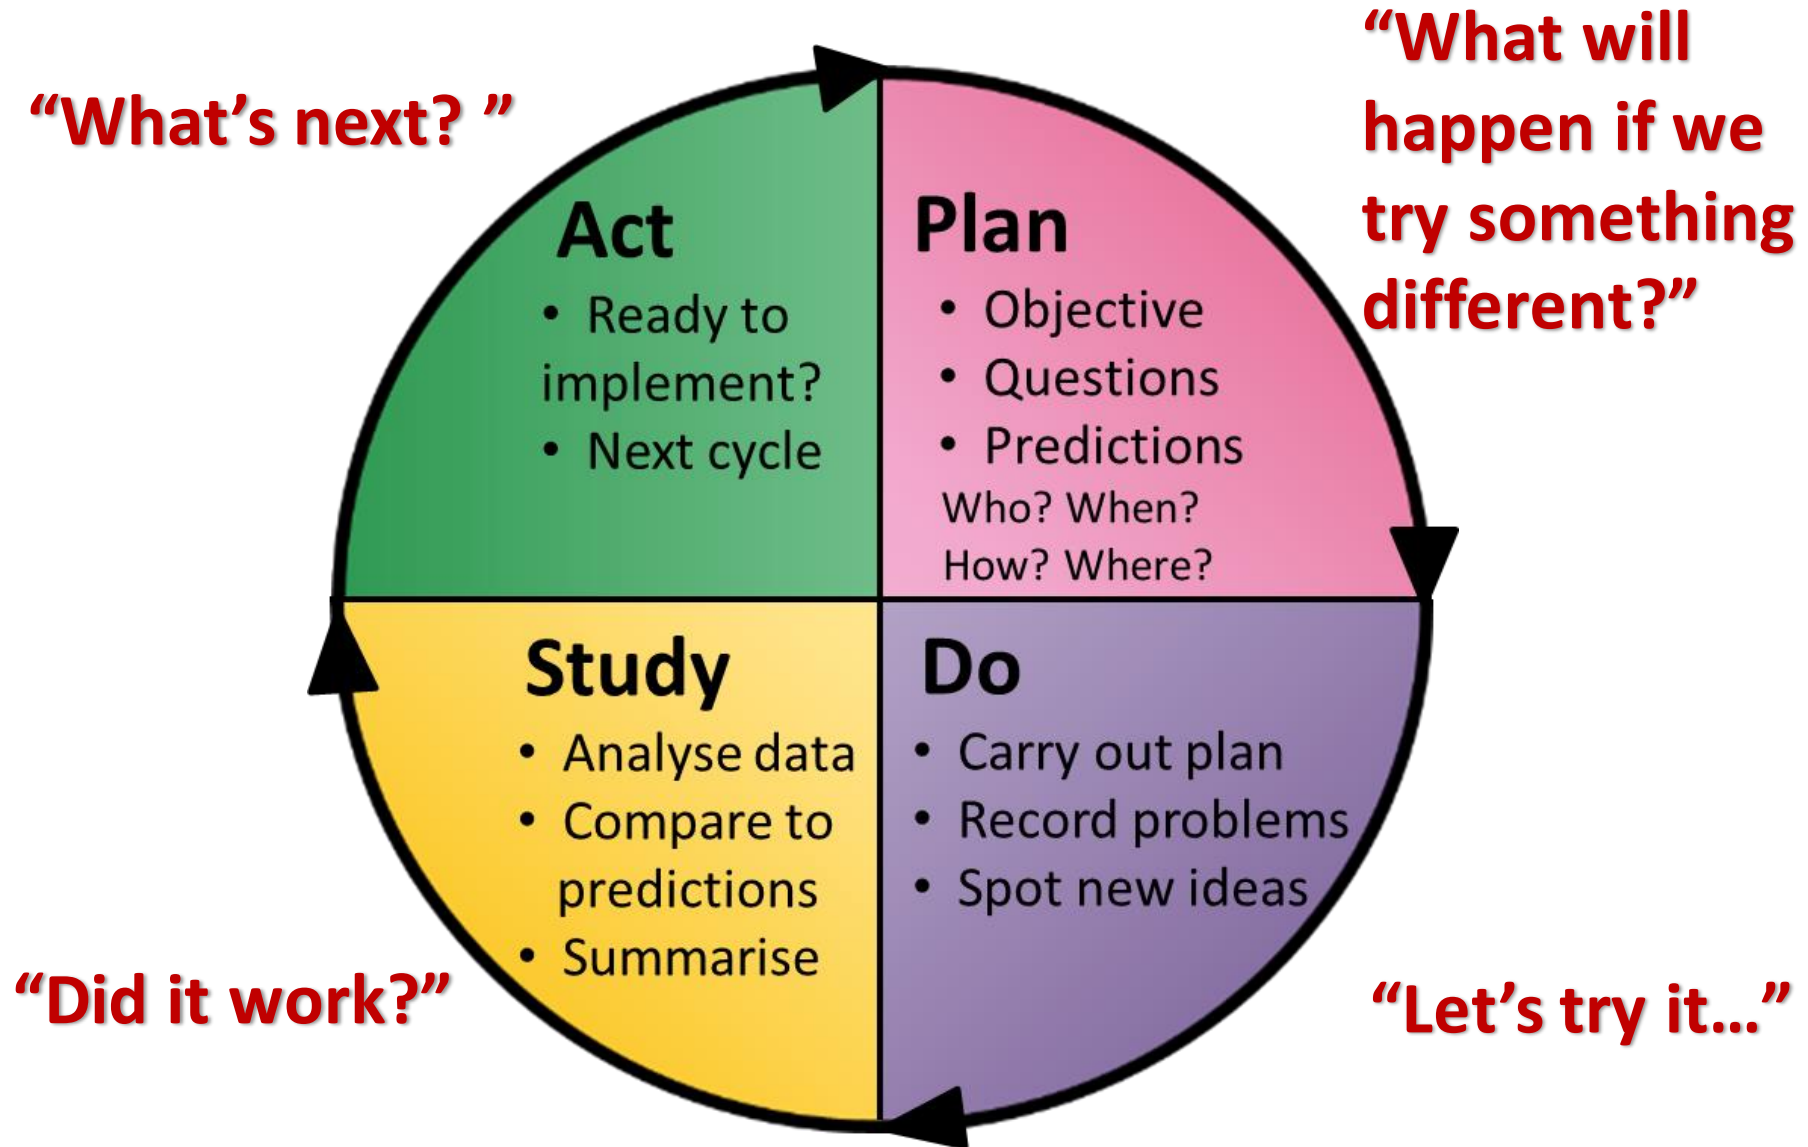 “What’s next? ”
“What will
happen if we
try something
different?”
Act
• Ready to
implement?
• Next cycle
Plan
• Objective
• Questions
• Predictions
Who? When?
How? Where?
Study
• Analyse data
• Compare to
predictions
• Summarise
Do
• Carry out plan
• Record problems
• Spot new ideas
“Did it work?”
“Let’s try it...”